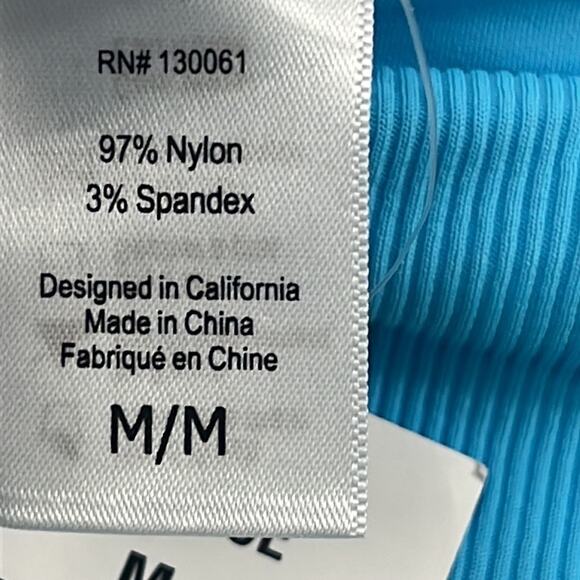 RN# 130061
97% Nylon
3% Spandex
Designed in California
Made in China
Fabriqué en Chine
M/M
M